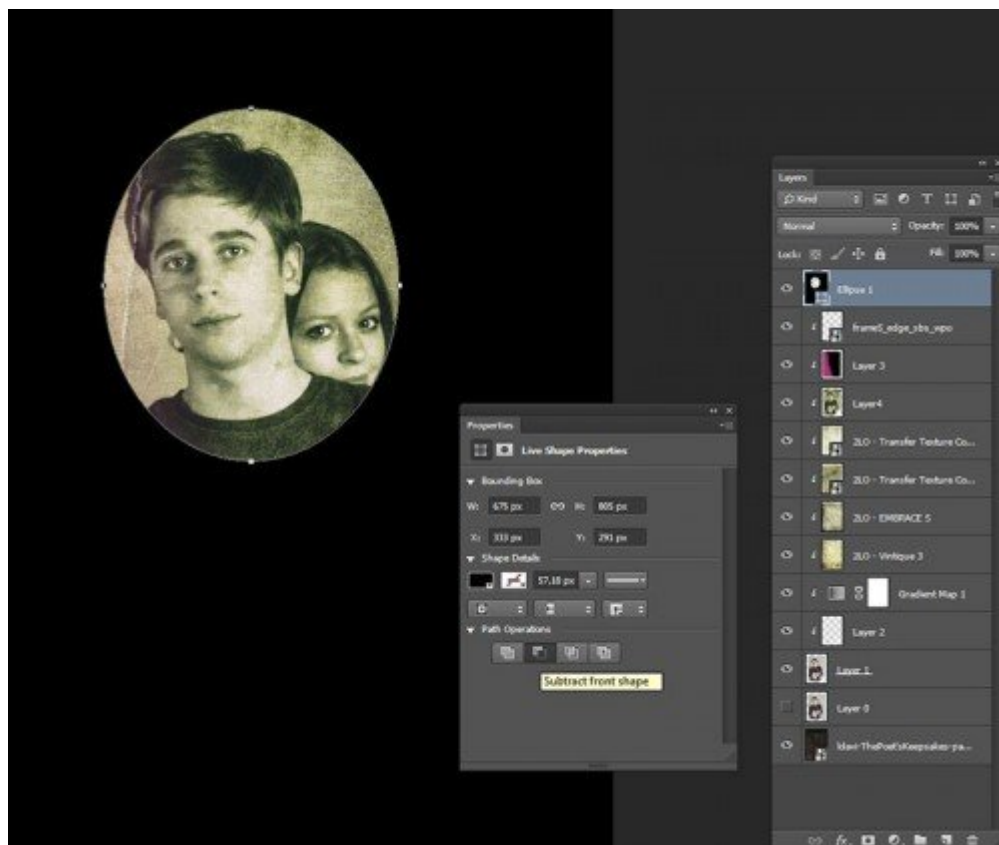 Layers
Kind
Normal
Opacity: 100%
Lock:
Fill: 100%
Ellipse 1
frame5_edge_sbs_wpo
Layer 3
Layer4
2LO - Transfer Texture Co...
2LO - Transfer Texture Co...
2LO - EMBRACE 5
2LO - Vintique 3
Gradient Map 1
Layer 2
Layer 1
Layer 0
Properties
Live Shape Properties
Bounding Box
W: 675 px
H: 805 px
X: 333 px
Y: 291 px
Shape Details
57.18 px
Path Operations
Subtract front shape